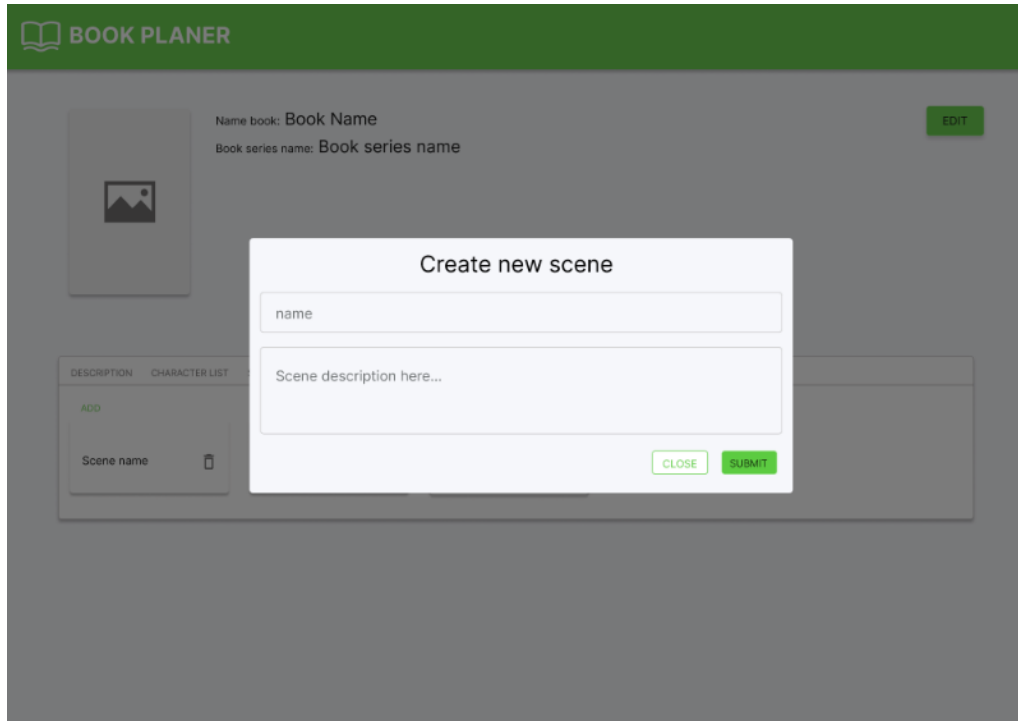 BOOK PLANER
Name book: Book Name
EDIT
Book series name: Book series name
Create new scene
name
Scene description here...
DESCRIPTION CHARACTER LIST
ADD
Scene name
CLOSE SUBMIT